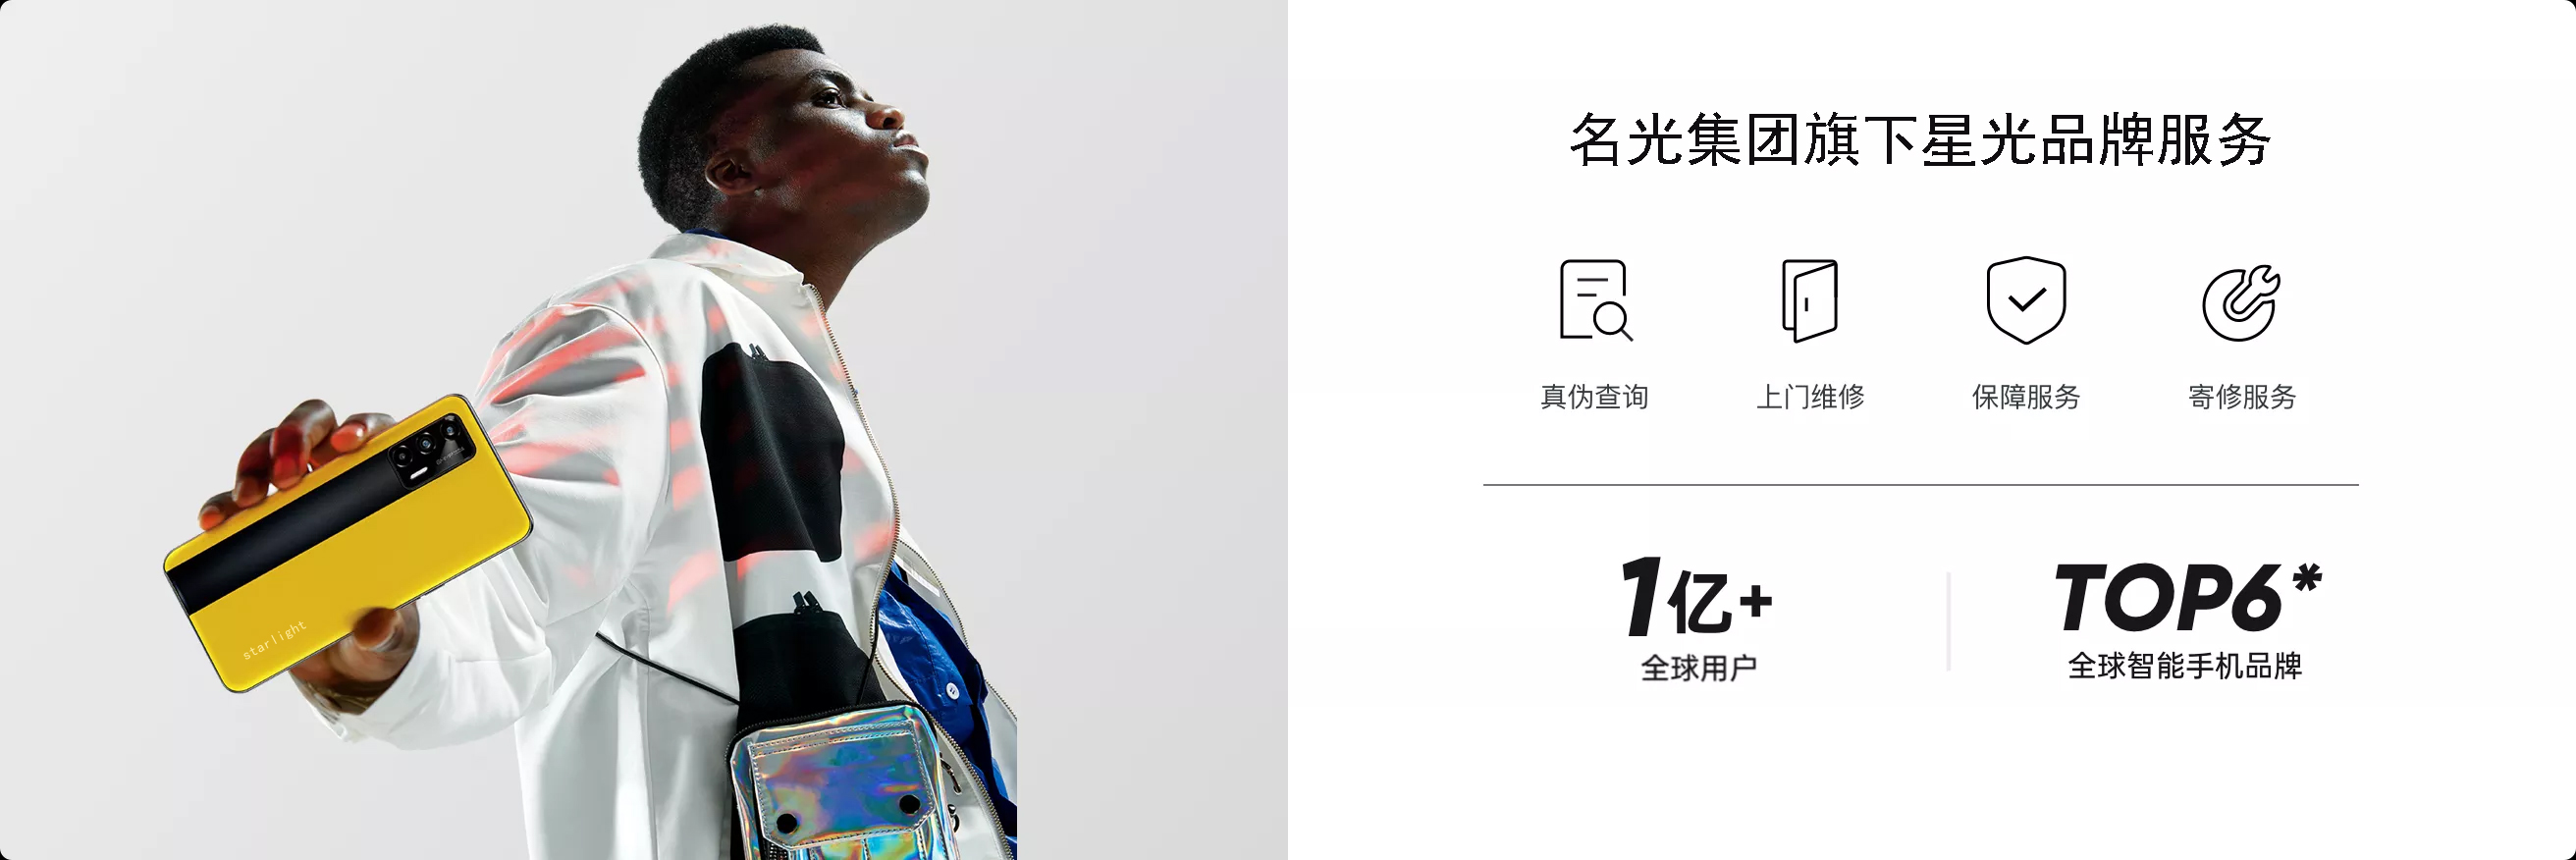 starlight
名光集团旗下星光品牌服务
真伪查询
上门维修
保障服务
寄修服务
1亿+
全球用户
TOP6*
全球智能手机品牌